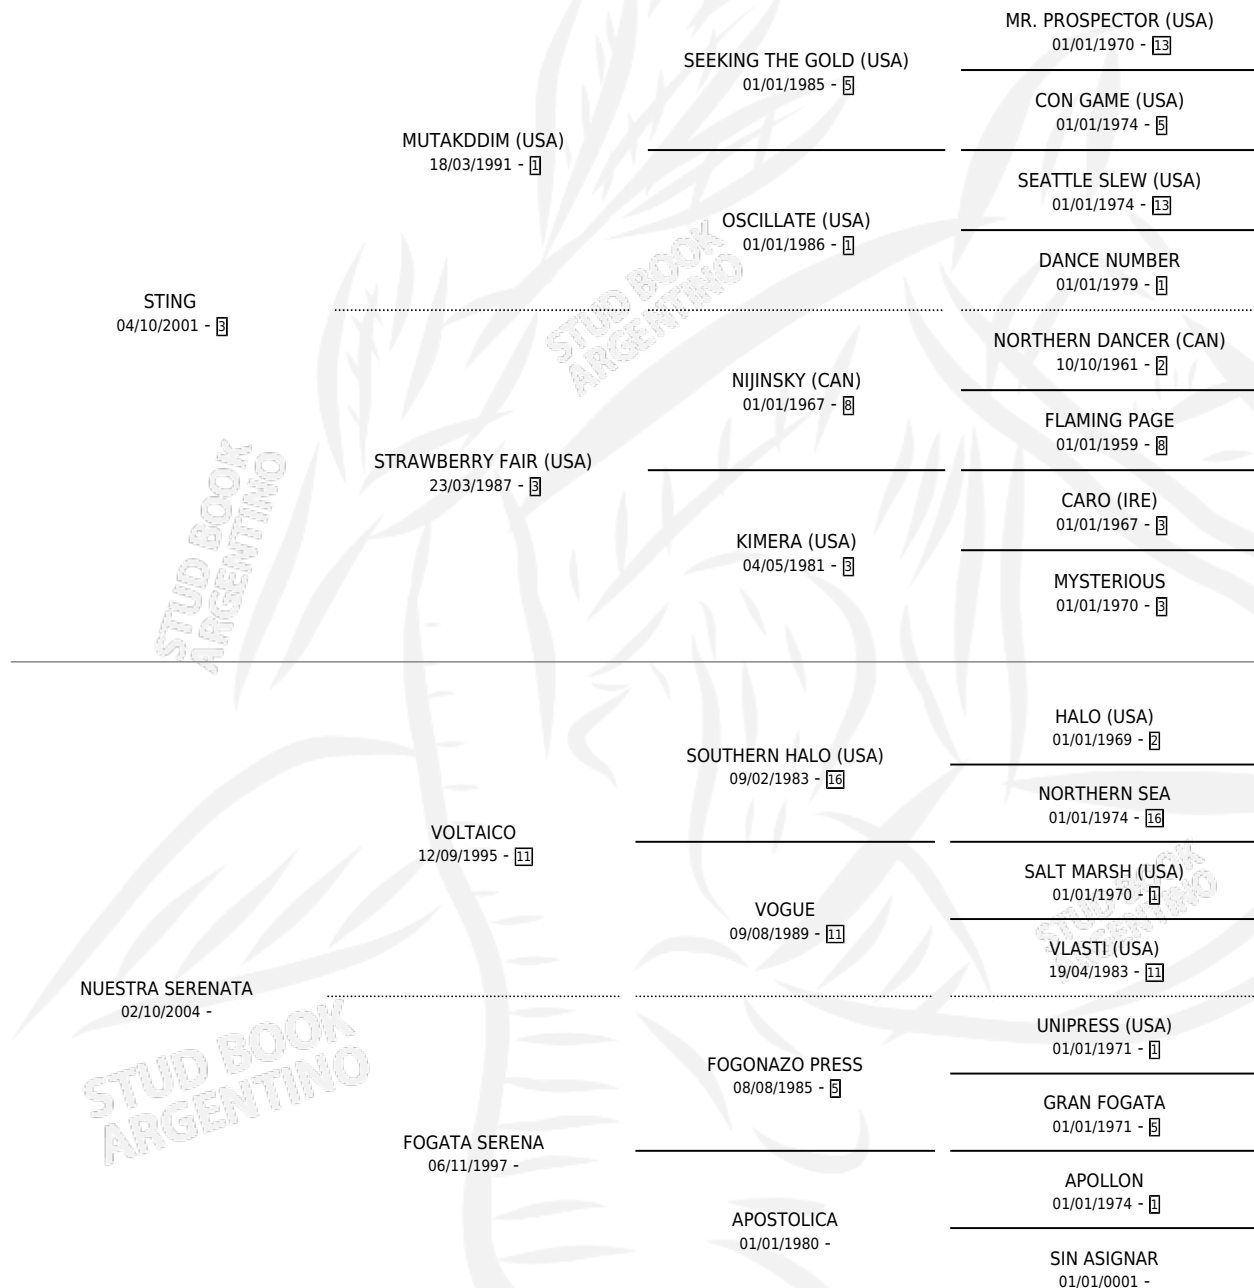 MR. PROSPECTOR (USA)
01/01/1970 - 13
SEEKING THE GOLD (USA)
01/01/1985 - 5
CON GAME (USA)
01/01/1974 - 5
MUTAKDDIM (USA)
18/03/1991 - 1
SEATTLE SLEW (USA)
01/01/1974 - 13
OSCILLATE (USA)
01/01/1986 - 1
DANCE NUMBER
01/01/1979 - 1
STING
04/10/2001 - 3
NORTHERN DANCER (CAN)
10/10/1961 - 2
NIJINSKY (CAN)
01/01/1967 - 8
FLAMING PAGE
01/01/1959 - 8
STRAWBERRY FAIR (USA)
23/03/1987 - 3
CARO (IRE)
01/01/1967 - 3
KIMERA (USA)
04/05/1981 - 3
MYSTERIOUS
01/01/1970 - 3
HALO (USA)
01/01/1969 - 2
SOUTHERN HALO (USA)
09/02/1983 - 16
NORTHERN SEA
01/01/1974 - 16
VOLTAICO
12/09/1995 - 11
SALT MARSH (USA)
01/01/1970 - 1
VOGUE
09/08/1989 - 11
VLASTI (USA)
19/04/1983 - 11
NUESTRA SERENATA
02/10/2004 -
UNIPRESS (USA)
01/01/1971 - 1
FOGONAZO PRESS
08/08/1985 - 5
GRAN FOGATA
01/01/1971 - 5
FOGATA SERENA
06/11/1997 -
APOLLON
01/01/1974 - 1
APOSTOLICA
01/01/1980 -
SIN ASIGNAR
01/01/0001 -
STUD BOOK
ARGENTINO
STUD BOOK
ARGENTINO
STUD BOOK
ARGENTINO
STUD BOOK
ARGENTINO